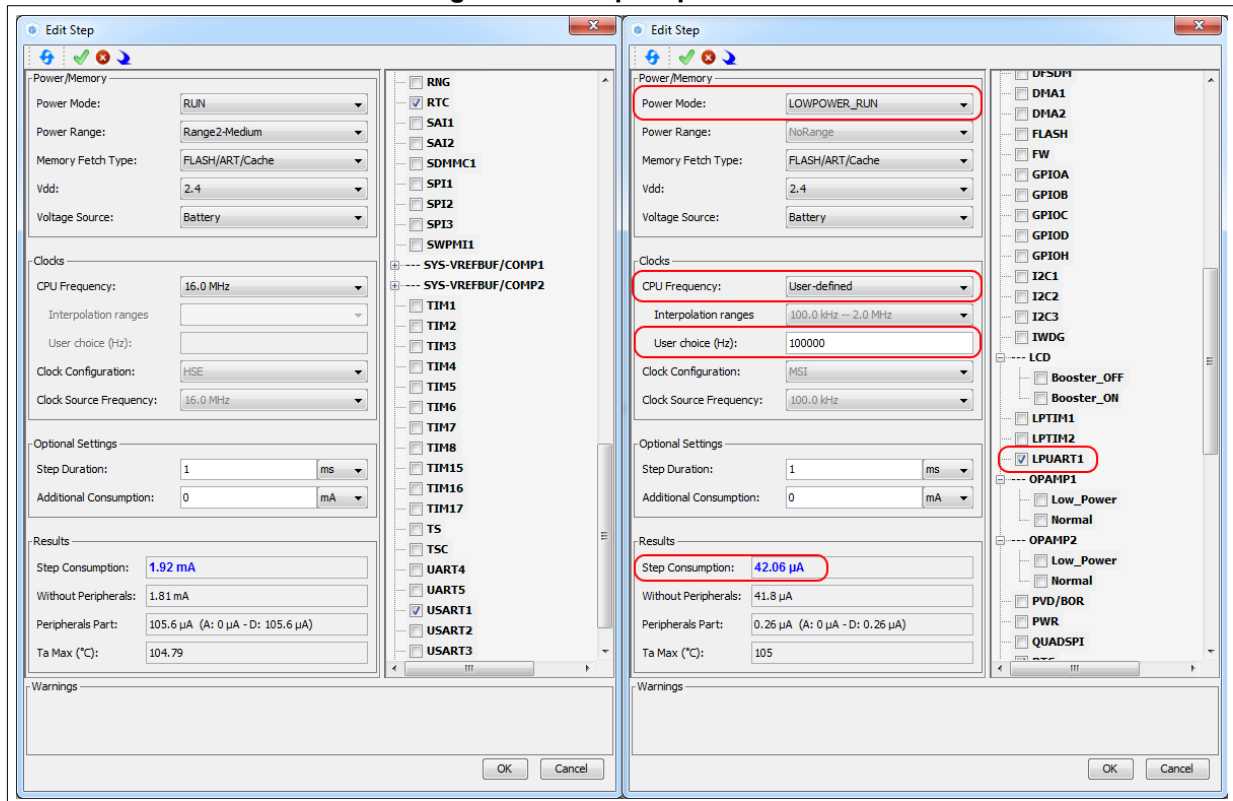 Edit Step
Power/Memory
Power Mode: RUN
Power Range: Range2-Medium
Memory Fetch Type: FLASH/ART/Cache
Vdd: 2.4
Voltage Source: Battery
Clocks
CPU Frequency: 16.0 MHz
Interpolation ranges
User choice (Hz):
Clock Configuration: HSE
Clock Source Frequency: 16.0 MHz
Optional Settings
Step Duration: 1 ms
Additional Consumption: 0 mA
Results
Step Consumption: 1.92 mA
Without Peripherals: 1.81 mA
Peripherals Part: 105.6 µA (A: 0 µA - D: 105.6 µA)
Ta Max (°C): 104.79
RNG
RTC
SAI1
SAI2
SDMMC1
SPI1
SPI2
SPI3
SWPMI1
SYS-VREFBUF/COMP1
SYS-VREFBUF/COMP2
TIM1
TIM2
TIM3
TIM4
TIM5
TIM6
TIM7
TIM8
TIM15
TIM16
TIM17
TS
TSC
UART4
UART5
USART1
USART2
USART3
Warnings
OK Cancel
Edit Step
Power/Memory
Power Mode: LOWPOWER_RUN
Power Range: NoRange
Memory Fetch Type: FLASH/ART/Cache
Vdd: 2.4
Voltage Source: Battery
Clocks
CPU Frequency: User-defined
Interpolation ranges 100.0 kHz -- 2.0 MHz
User choice (Hz): 100000
Clock Configuration: MSI
Clock Source Frequency: 100.0 kHz
Optional Settings
Step Duration: 1 ms
Additional Consumption: 0 mA
Results
Step Consumption: 42.06 µA
Without Peripherals: 41.8 µA
Peripherals Part: 0.26 µA (A: 0 µA - D: 0.26 µA)
Ta Max (°C): 105
DFSDM
DMA1
DMA2
FLASH
FW
GPIOA
GPIOB
GPIOC
GPIOD
GPIOH
I2C1
I2C2
I2C3
IWDG
LCD
Booster_OFF
Booster_ON
LPTIM1
LPTIM2
LPUART1
OPAMP1
Low_Power
Normal
OPAMP2
Low_Power
Normal
PVD/BOR
PWR
QUADSPI
Warnings
OK Cancel